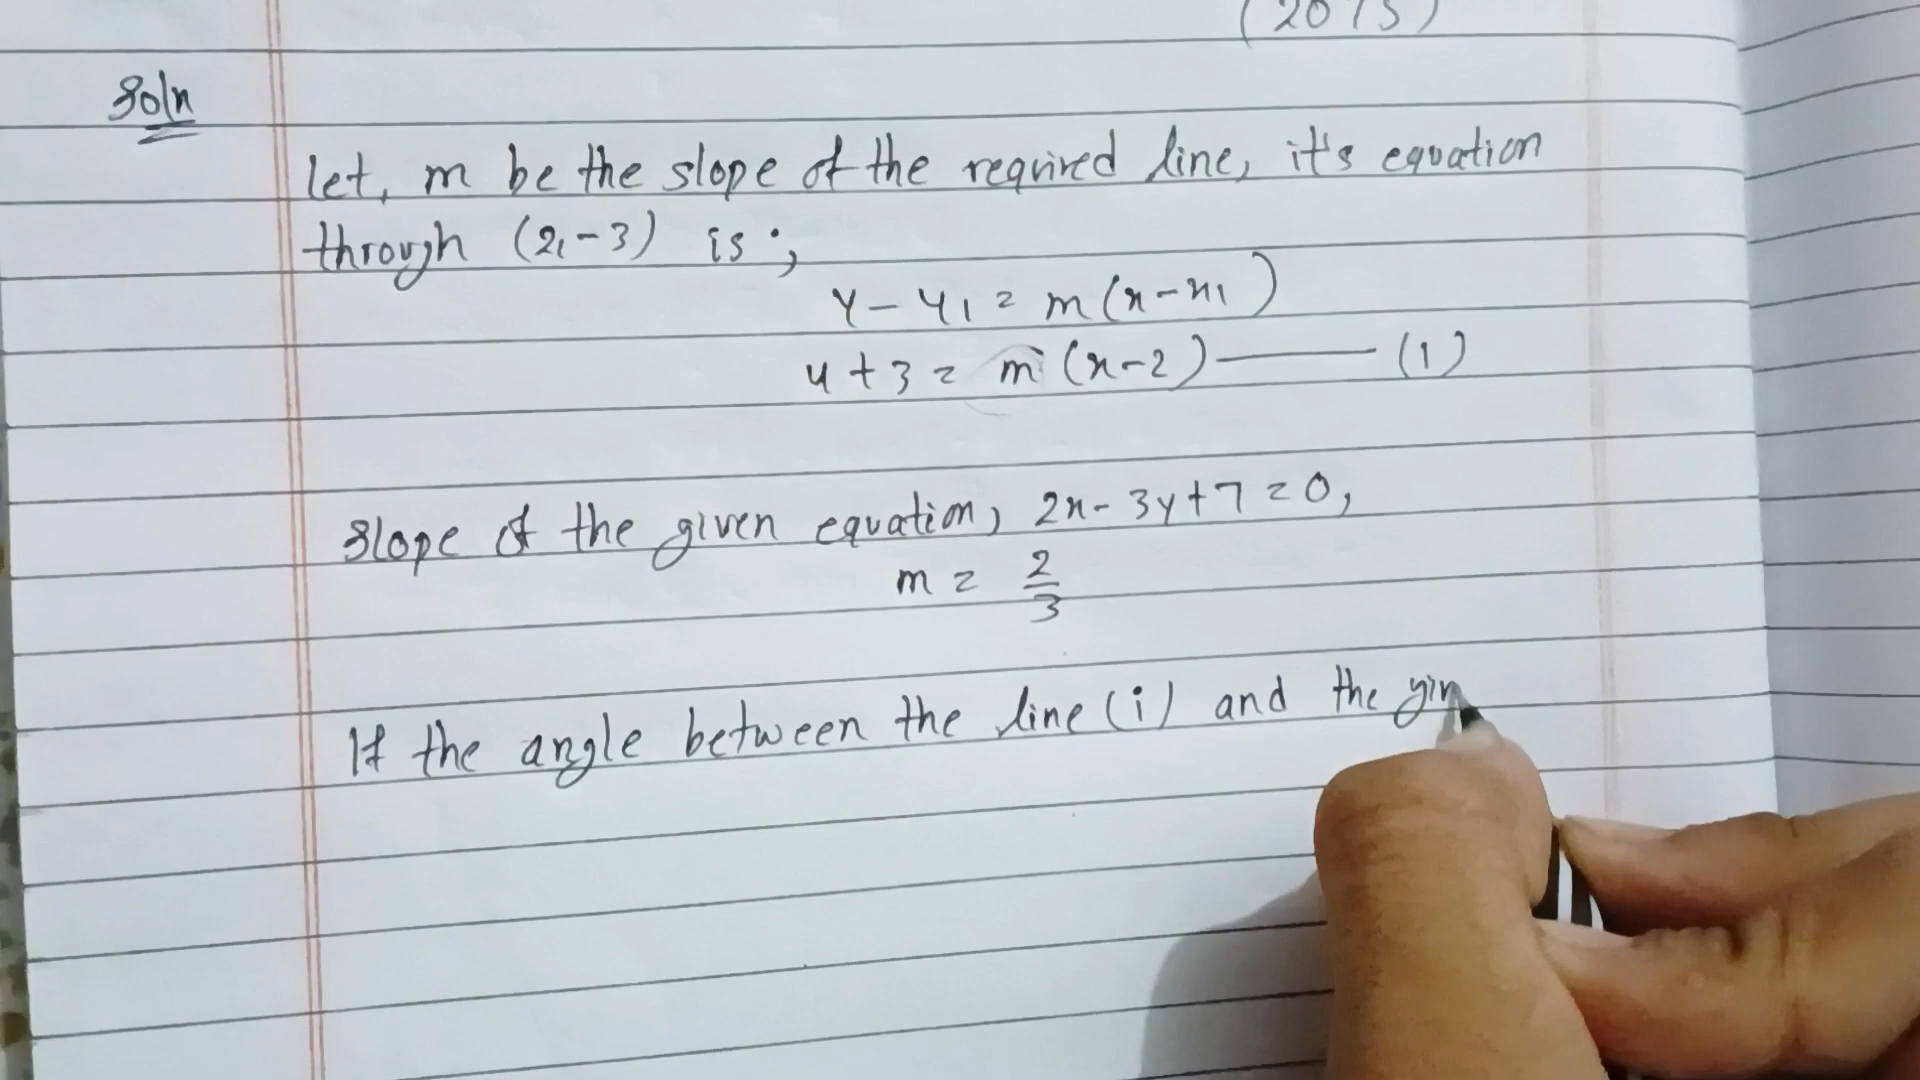 (2015)
Soln
let, m be the slope of the required line, it's equation
through (2,-3) is ;
y - y1 = m(x-x1)
y + 3 = m (x-2) —— (1)
Slope of the given equation, 2x - 3y + 7 = 0,
m = 2/3
If the angle between the line (i) and the